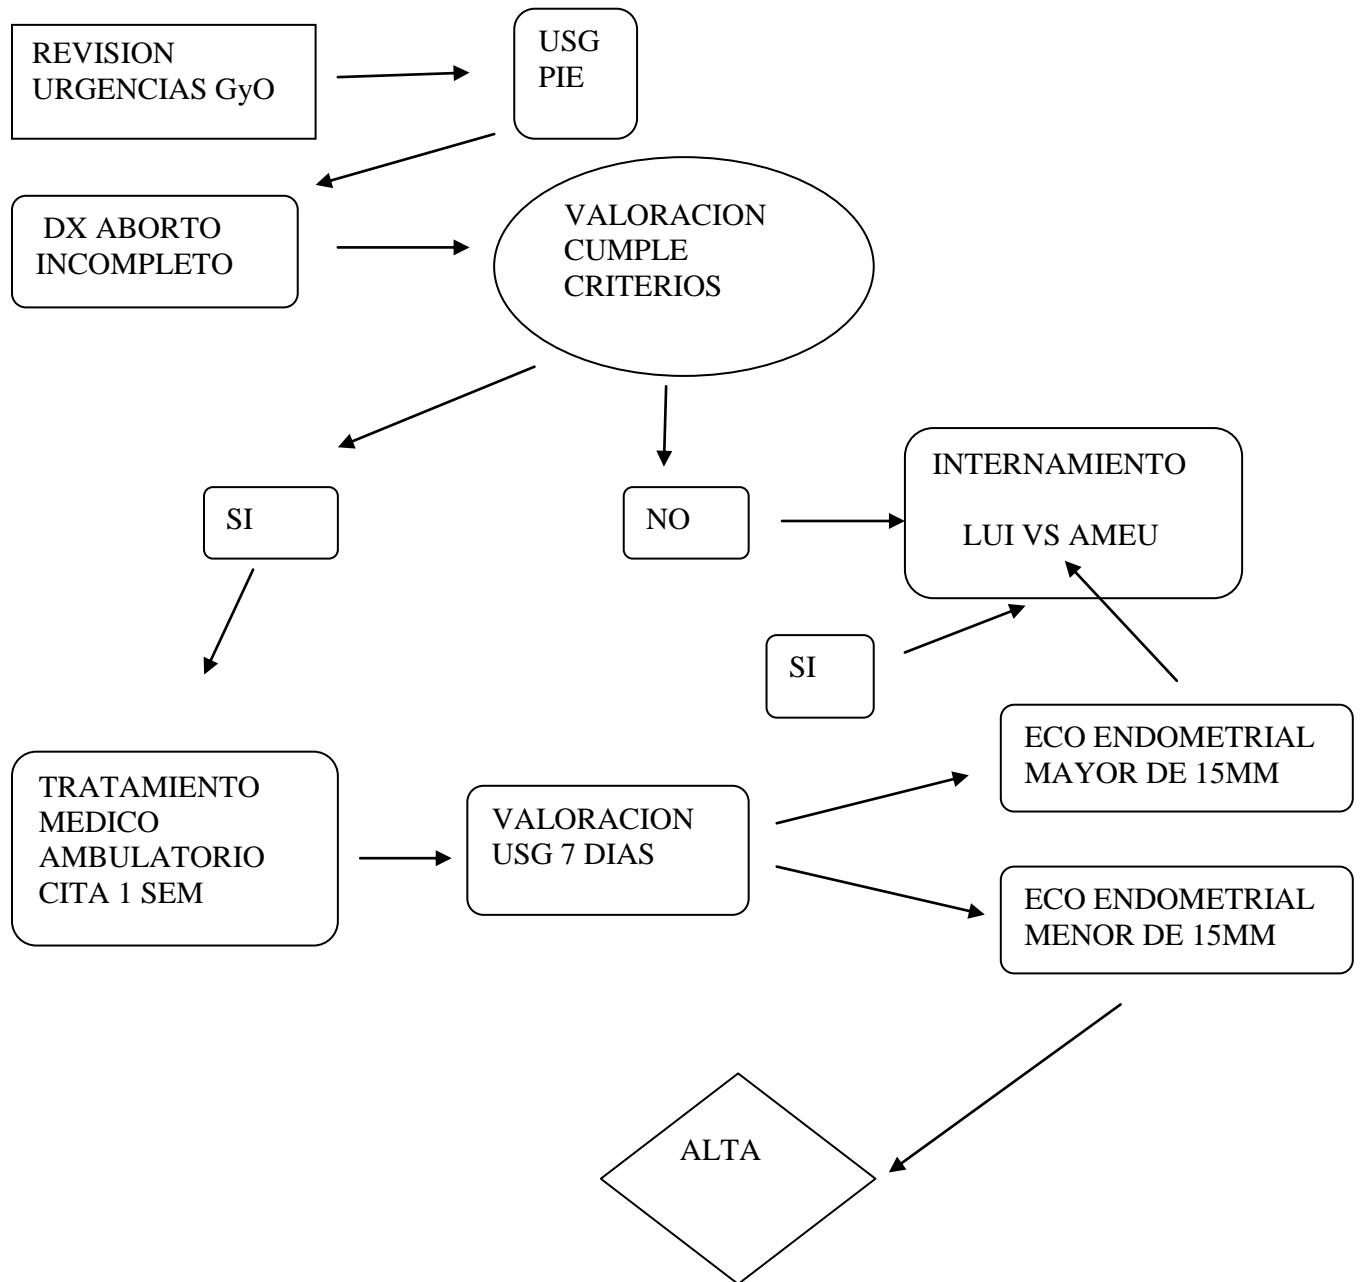 REVISION
URGENCIAS GyO
USG
PIE
DX ABORTO
INCOMPLETO
VALORACION
CUMPLE
CRITERIOS
SI
NO
INTERNAMIENTO
LUI VS AMEU
SI
ECO ENDOMETRIAL
MAYOR DE 15MM
TRATAMIENTO
MEDICO
AMBULATORIO
CITA 1 SEM
VALORACION
USG 7 DIAS
ECO ENDOMETRIAL
MENOR DE 15MM
ALTA